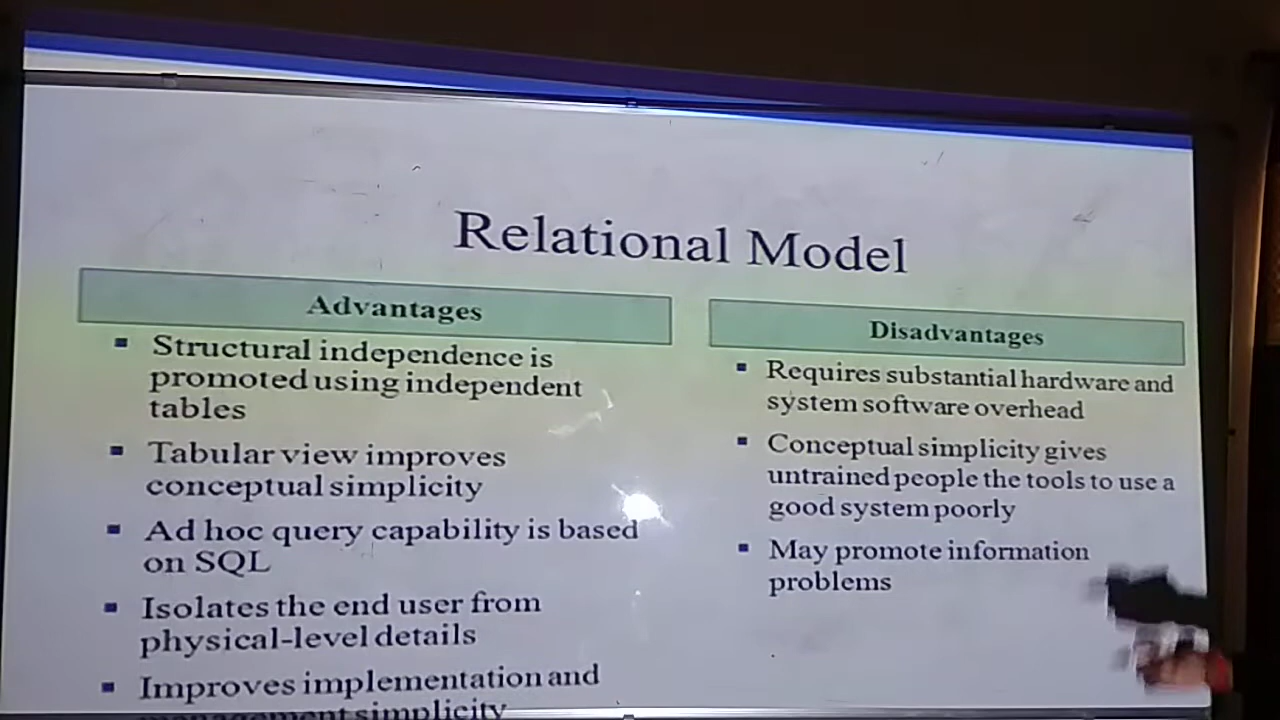 Relational Model
Advantages
Structural independence is
promoted using independent
tables
Tabular view improves
conceptual simplicity
Ad hoc query capability is based
on SQL
Isolates the end user from
physical-level details
Improves implementation and
management simplicity
Disadvantages
Requires substantial hardware and
system software overhead
Conceptual simplicity gives
untrained people the tools to use a
good system poorly
May promote information
problems